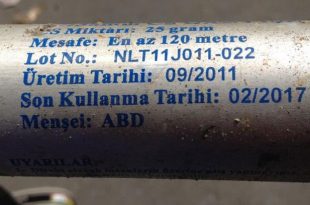 CS Miktarı: 25 gram
Mesafe: En az 120 metre
Lot No.: NLT11J011-022
Üretim Tarihi: 09/2011
Son Kullanma Tarihi: 02/2017
Menşei: ABD
UYARILAR: